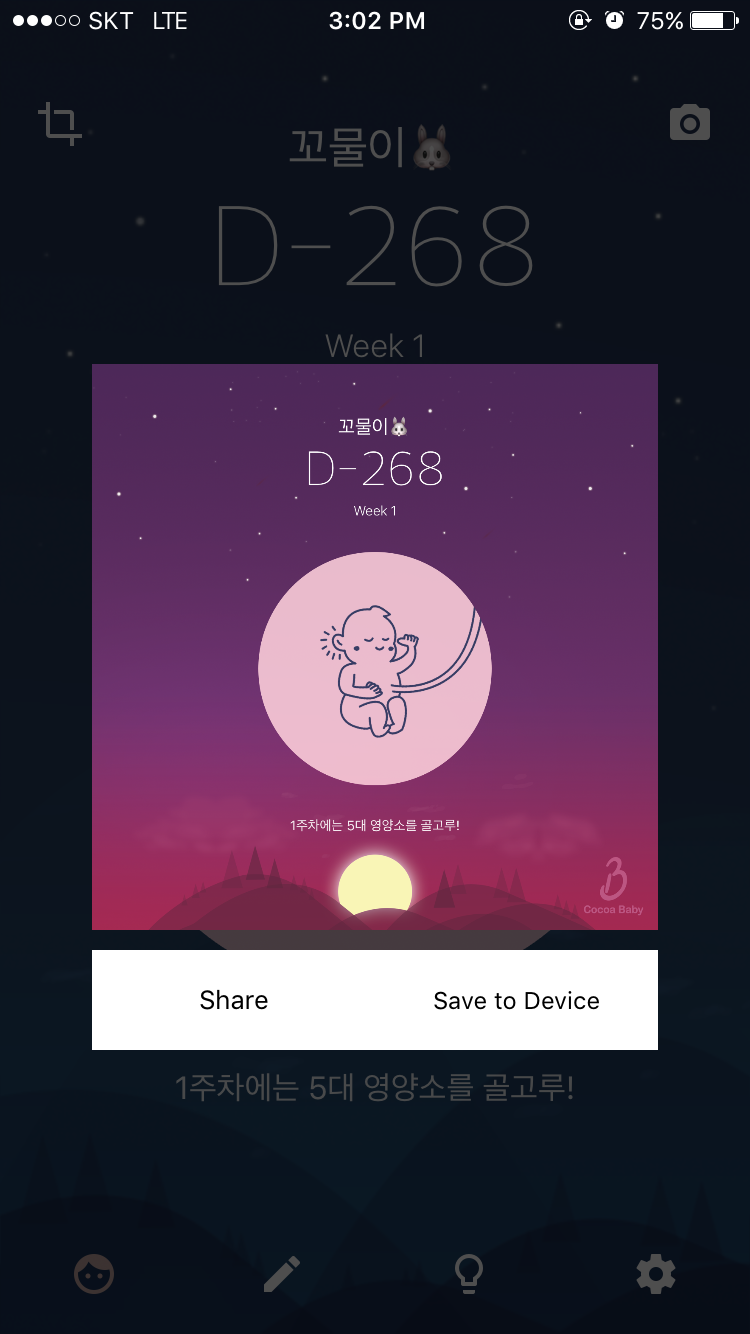 SKT LTE 3:02 PM 75%
꼬물이🐰
D-268
Week 1
꼬물이🐰
D-268
Week 1
1주차에는 5대 영양소를 골고루!
B
Cocoa Baby
Share Save to Device
1주차에는 5대 영양소를 골고루!